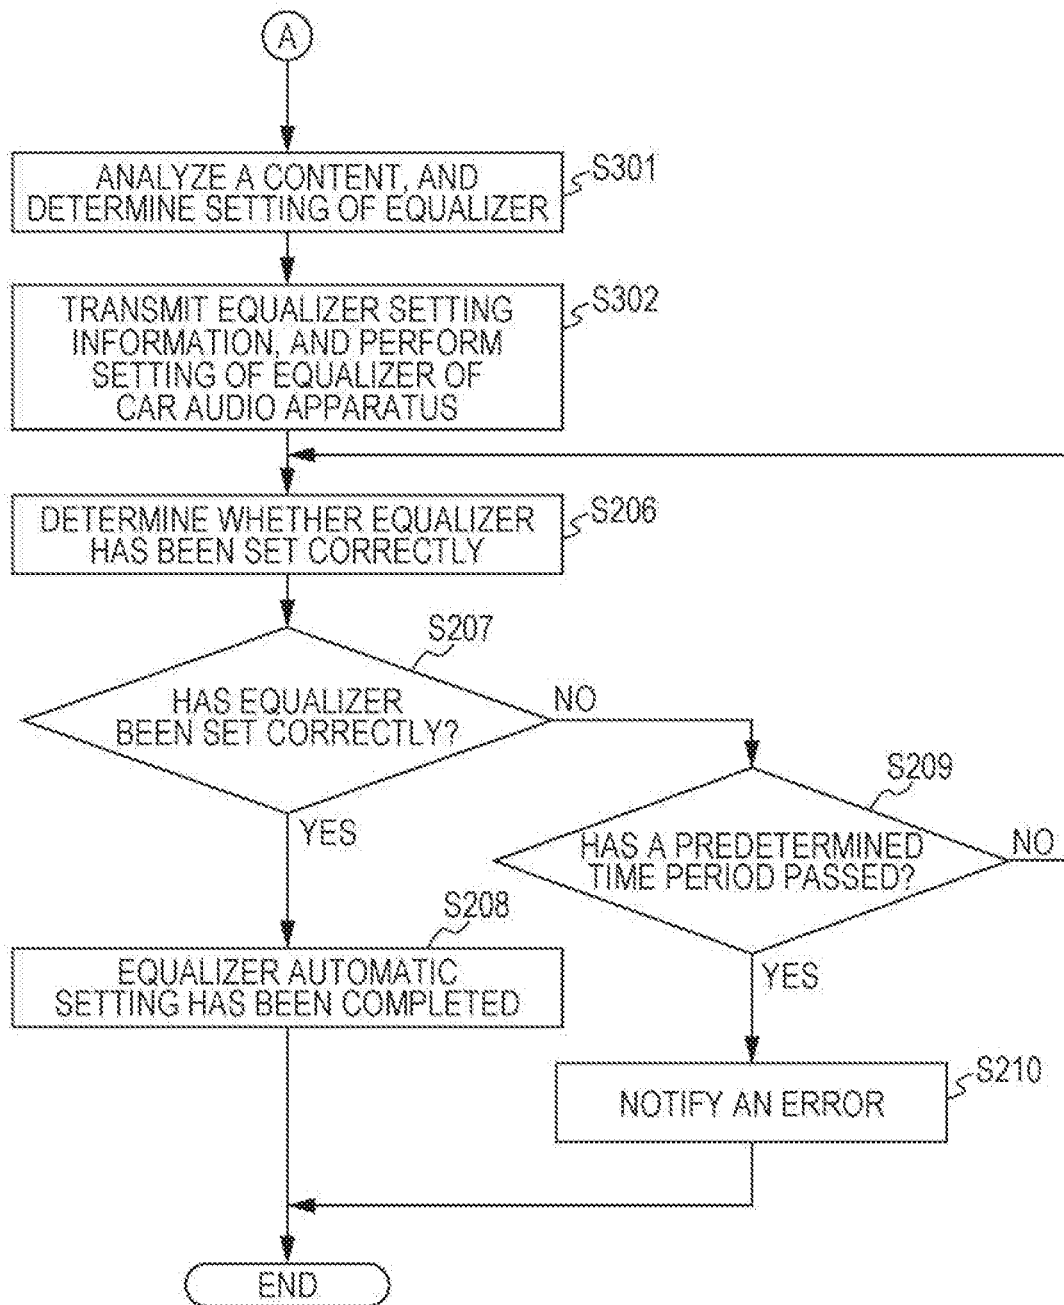 A
ANALYZE A CONTENT, AND
DETERMINE SETTING OF EQUALIZER
S301
TRANSMIT EQUALIZER SETTING
INFORMATION, AND PERFORM
SETTING OF EQUALIZER OF
CAR AUDIO APPARATUS
S302
DETERMINE WHETHER EQUALIZER
HAS BEEN SET CORRECTLY
S206
S207
HAS EQUALIZER
BEEN SET CORRECTLY?
NO
YES
S209
HAS A PREDETERMINED
TIME PERIOD PASSED?
NO
YES
S208
EQUALIZER AUTOMATIC
SETTING HAS BEEN COMPLETED
NOTIFY AN ERROR
S210
END